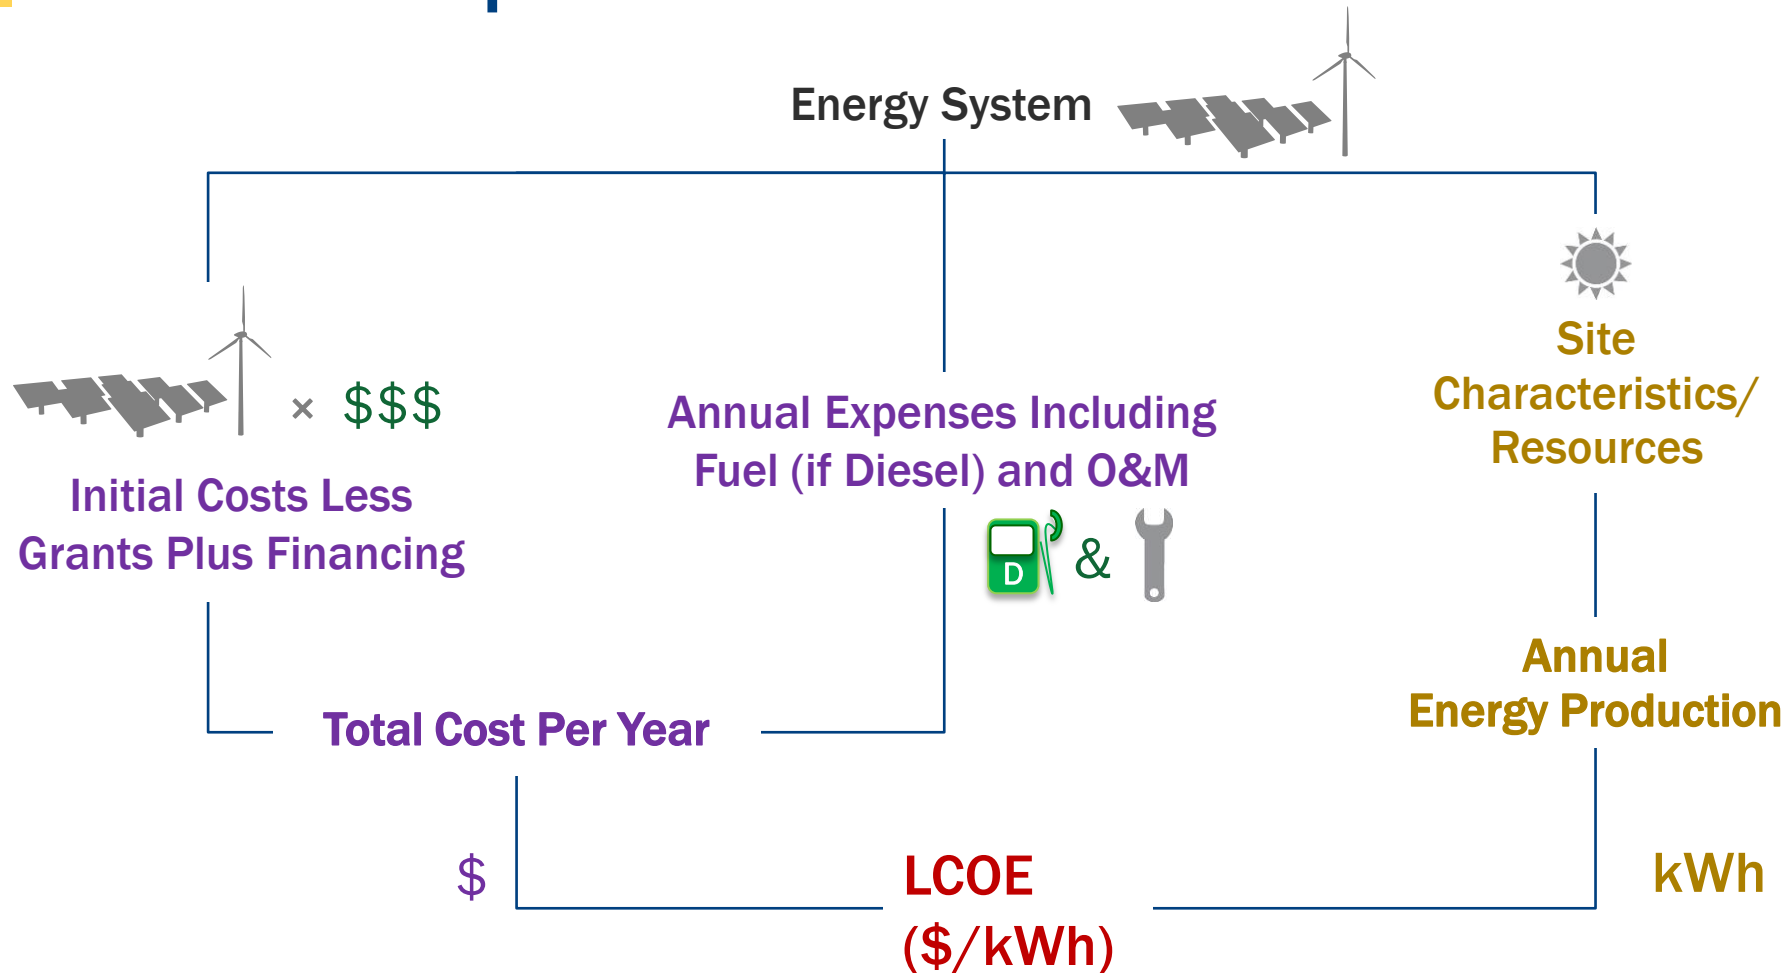 Energy System
× $$$
Initial Costs Less
Grants Plus Financing
Annual Expenses Including
Fuel (if Diesel) and O&M
D &
Site
Characteristics/
Resources
Annual
Energy Production
Total Cost Per Year
$
LCOE
($/kWh)
kWh